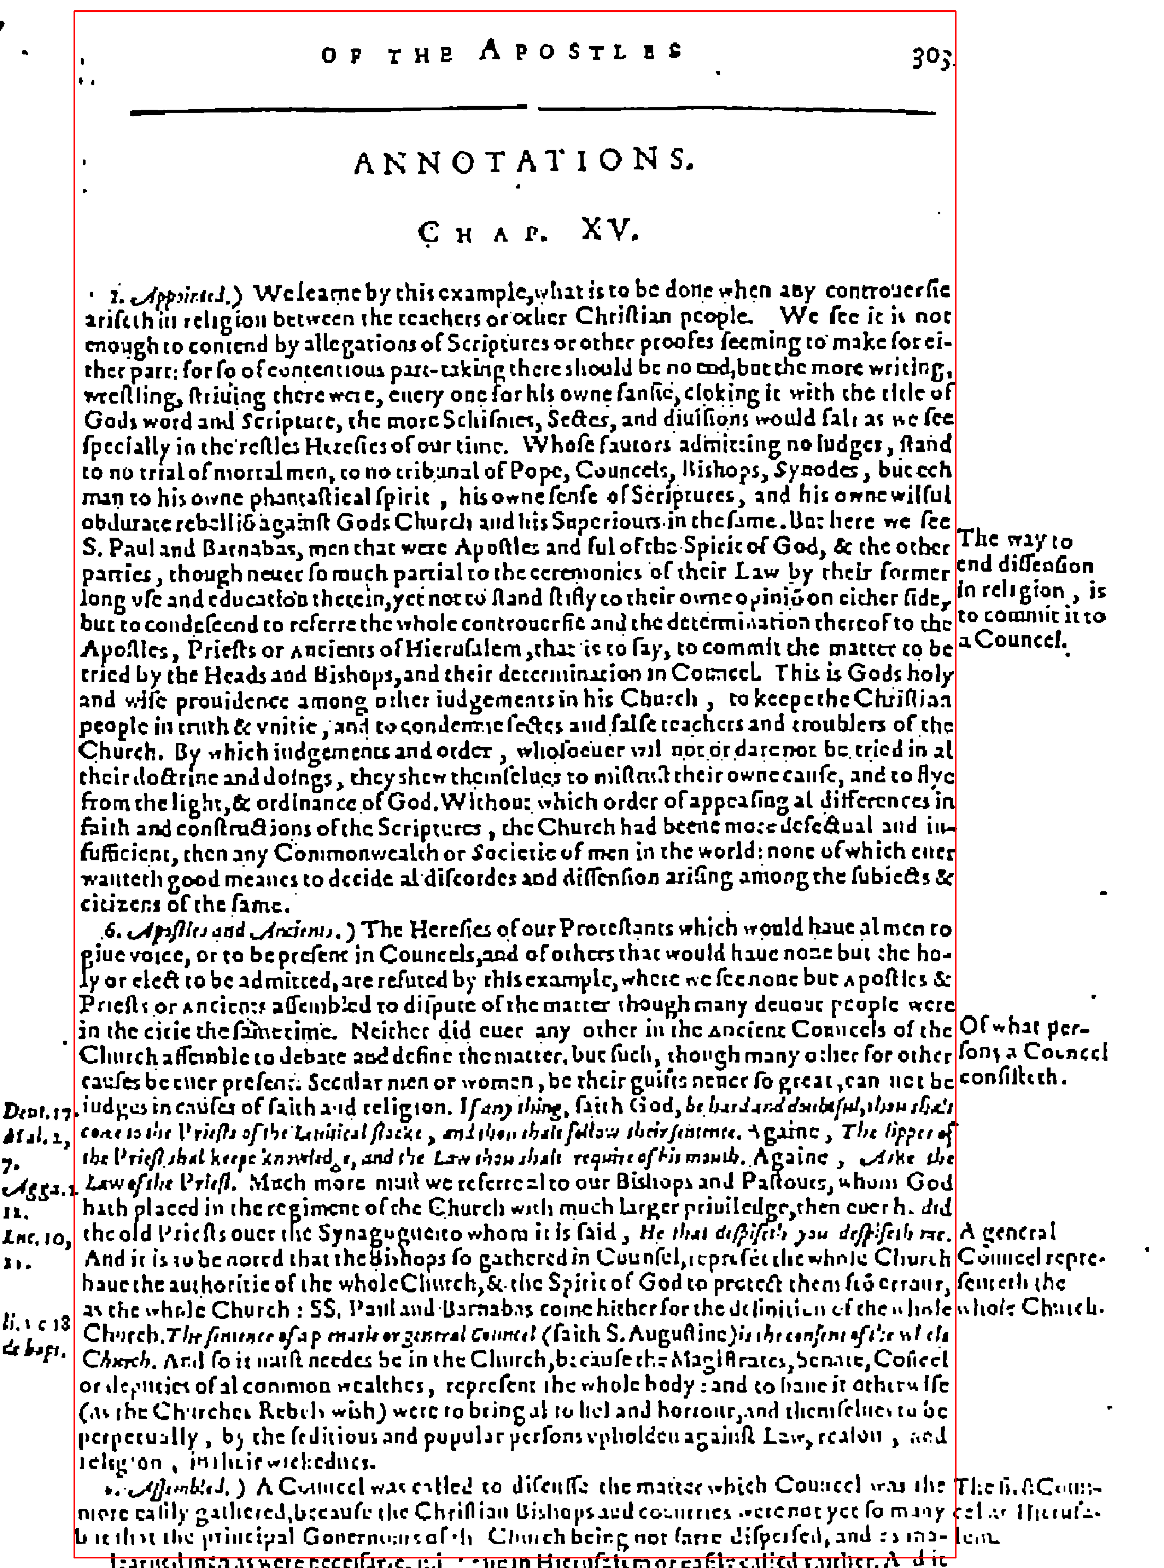 OF THE APOSTLES 303.
ANNOTATIONS.
CHAP. XV.
1. Appointed.) We learne by this example, what is to be done when any controuersie
ariseth in religion between the teachers or other Christian people. We see it is not
enough to contend by allegations of Scriptures or other proofes seeming to make for ei-
ther part: for so of contentious part-taking there should be no end, but the more writing,
wrestling, striuing there were, euery one for his owne fansie, cloking it with the title of
Gods word and Scripture, the more Schismes, Sectes, and diuisions would fal: as we see
specially in the restles Heresies of our time. Whose fautors admitting no Iudges, stand
to no trial of mortal men, to no tribunal of Pope, Councels, Bishops, Synodes, but ech
man to his owne phantastical spirit, his owne sense of Scriptures, and his owne wilful
obdurate rebellió against Gods Church and his Superiours in the same. But here we see
S. Paul and Barnabas, men that were Apostles and ful of the Spirit of God, & the other
parties, though neuer so much partial to the ceremonies of their Law by their former
long vse and education therein, yet not to stand stifly to their owne opinió on either side,
but to condescend to referre the whole controuersie and the determination thereof to the
Apostles, Priests or Ancients of Hierusalem, that is to say, to commit the matter to be
tried by the Heads and Bishops, and their determination in Councel. This is Gods holy
and wise prouidence among other iudgements in his Church, to keepe the Christian
people in truth & vnitie, and to condemne sectes and false teachers and troublers of the
Church. By which iudgements and order, whosoeuer wil not or dare not be tried in al
their doctrine and doings, they shew themselues to mistrust their owne cause, and to flye
from the light, & ordinance of God. Without which order of appeasing al differences in
faith and constructions of the Scriptures, the Church had beene more defectual and in-
sufficient, then any Commonwealth or Societie of men in the world: none of which euer
wanteth good meanes to decide al discordes and dissension arising among the subiects &
citizens of the same.
The way to
end dissension
in religion, is
to commit it to
a Councel.
6. Apostles and Ancients.) The Heresies of our Protestants which would haue al men to
giue voice, or to be present in Councels, and of others that would haue none but the ho-
ly or elect to be admitted, are refuted by this example, where we see none but Apostles &
Priests or Ancients assembled to dispute of the matter though many deuout people were
in the citie the same time. Neither did euer any other in the Ancient Councels of the
Church assemble to debate and define the matter, but such, though many other for other
causes be euer present. Secular men or women, be their guifts neuer so great, can not be
iudges in causes of faith and religion. If any thing, saith God, be hard and doubtful, thou shalt
come to the Priests of the Leuitical stocke, and thou shalt follow their sentence. Againe, The lippes of
the Priest shal keepe knowledge, and the Law thou shalt require of his mouth. Againe, Aske the
Law of the Priest. Much more must we referre al to our Bishops and Pastours, whom God
hath placed in the regiment of the Church with much larger priuiledge, then euer he did
the old Priests ouer the Synagogue to whom it is said, He that despiseth you despiseth me.
And it is to be noted that the Bishops so gathered in Counsel, represét the whole Church
haue the authoritie of the whole Church, & the Spirit of God to protect them fró errour,
as the whole Church: SS. Paul and Barnabas come hither for the definition of the whole
Church. The sentence of a plenarie or general Councel (saith S. Augustine) is the consent of the whole
Church. And so it must needes be in the Church, because the Magistrates, Senate, Coúcel
or deputies of al common wealthes, represent the whole body: and to haue it otherwise
(as the Churches Rebels wish) were to bring al to hel and horrour, and themselues to be
perpetually, by the seditious and popular persons vpholden against Law, reason, and
religion, in their wickednes.
Of what per-
sons a Councel
consisteth.
Deut. 17.
Mal. 2,
7.
Agga. 2
12.
Luc. 10,
A general
Councel repre-
senteth the
whole Church.
li. 1 c 18
de bapt.
Assembled.) A Councel was called to discusse the matter which Councel was the
more easily gathered, because the Christian Bishops and countries were not yet so many
but that the principal Gouernours of Church being not farre dispersed, and as ma-
The Coun-
cel at Hierusa-
lem.
learned men as were necessarie, in Hierusalem or easily called